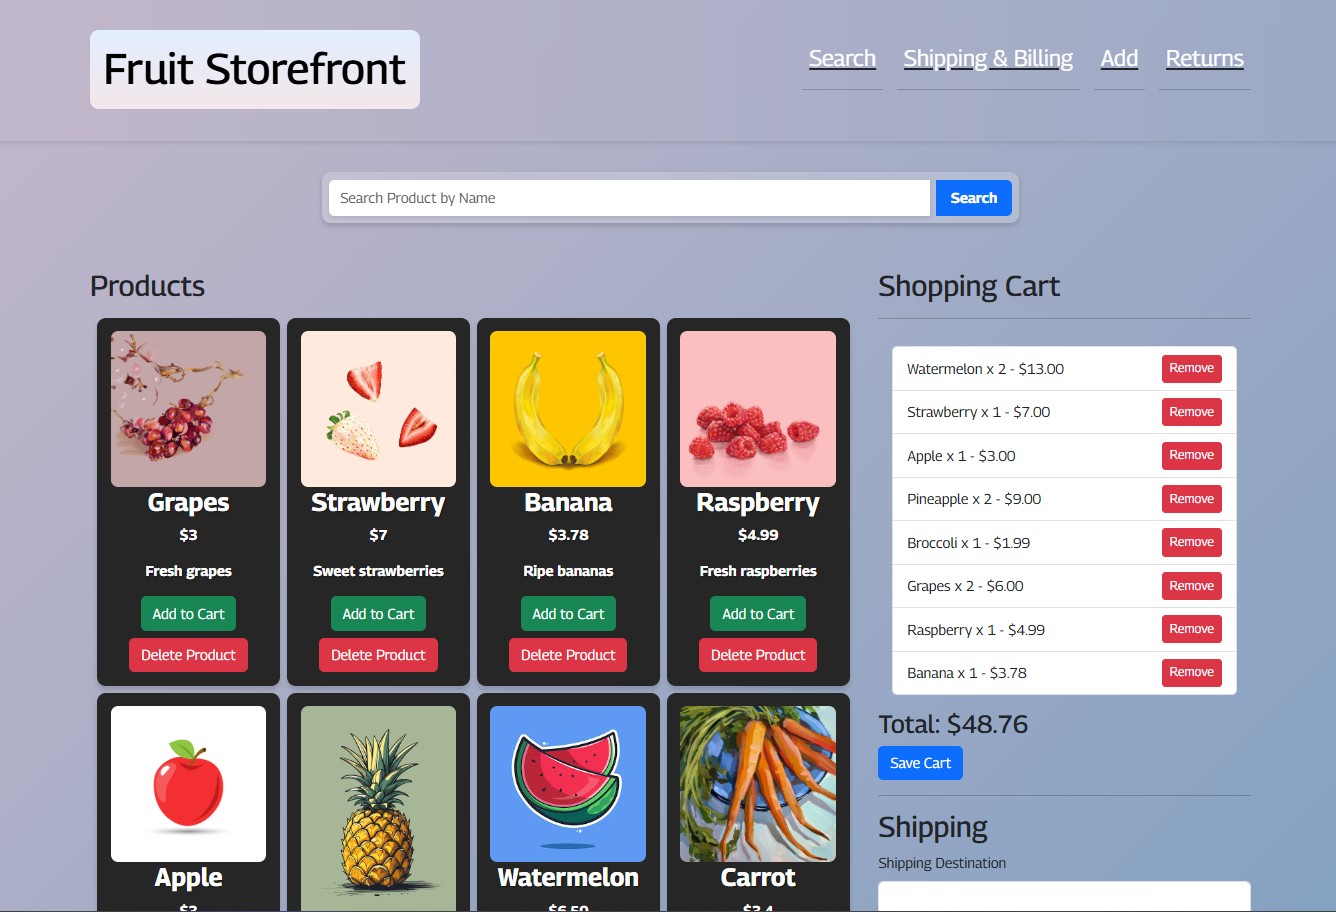 Fruit Storefront
Search Shipping & Billing Add Returns
Search Product by Name Search
Products
Grapes
$3
Fresh grapes
Add to Cart
Delete Product
Strawberry
$7
Sweet strawberries
Add to Cart
Delete Product
Banana
$3.78
Ripe bananas
Add to Cart
Delete Product
Raspberry
$4.99
Fresh raspberries
Add to Cart
Delete Product
Apple
$3
Watermelon
$6.50
Carrot
$3.4
Shopping Cart
Watermelon x 2 - $13.00 Remove
Strawberry x 1 - $7.00 Remove
Apple x 1 - $3.00 Remove
Pineapple x 2 - $9.00 Remove
Broccoli x 1 - $1.99 Remove
Grapes x 2 - $6.00 Remove
Raspberry x 1 - $4.99 Remove
Banana x 1 - $3.78 Remove
Total: $48.76
Save Cart
Shipping
Shipping Destination